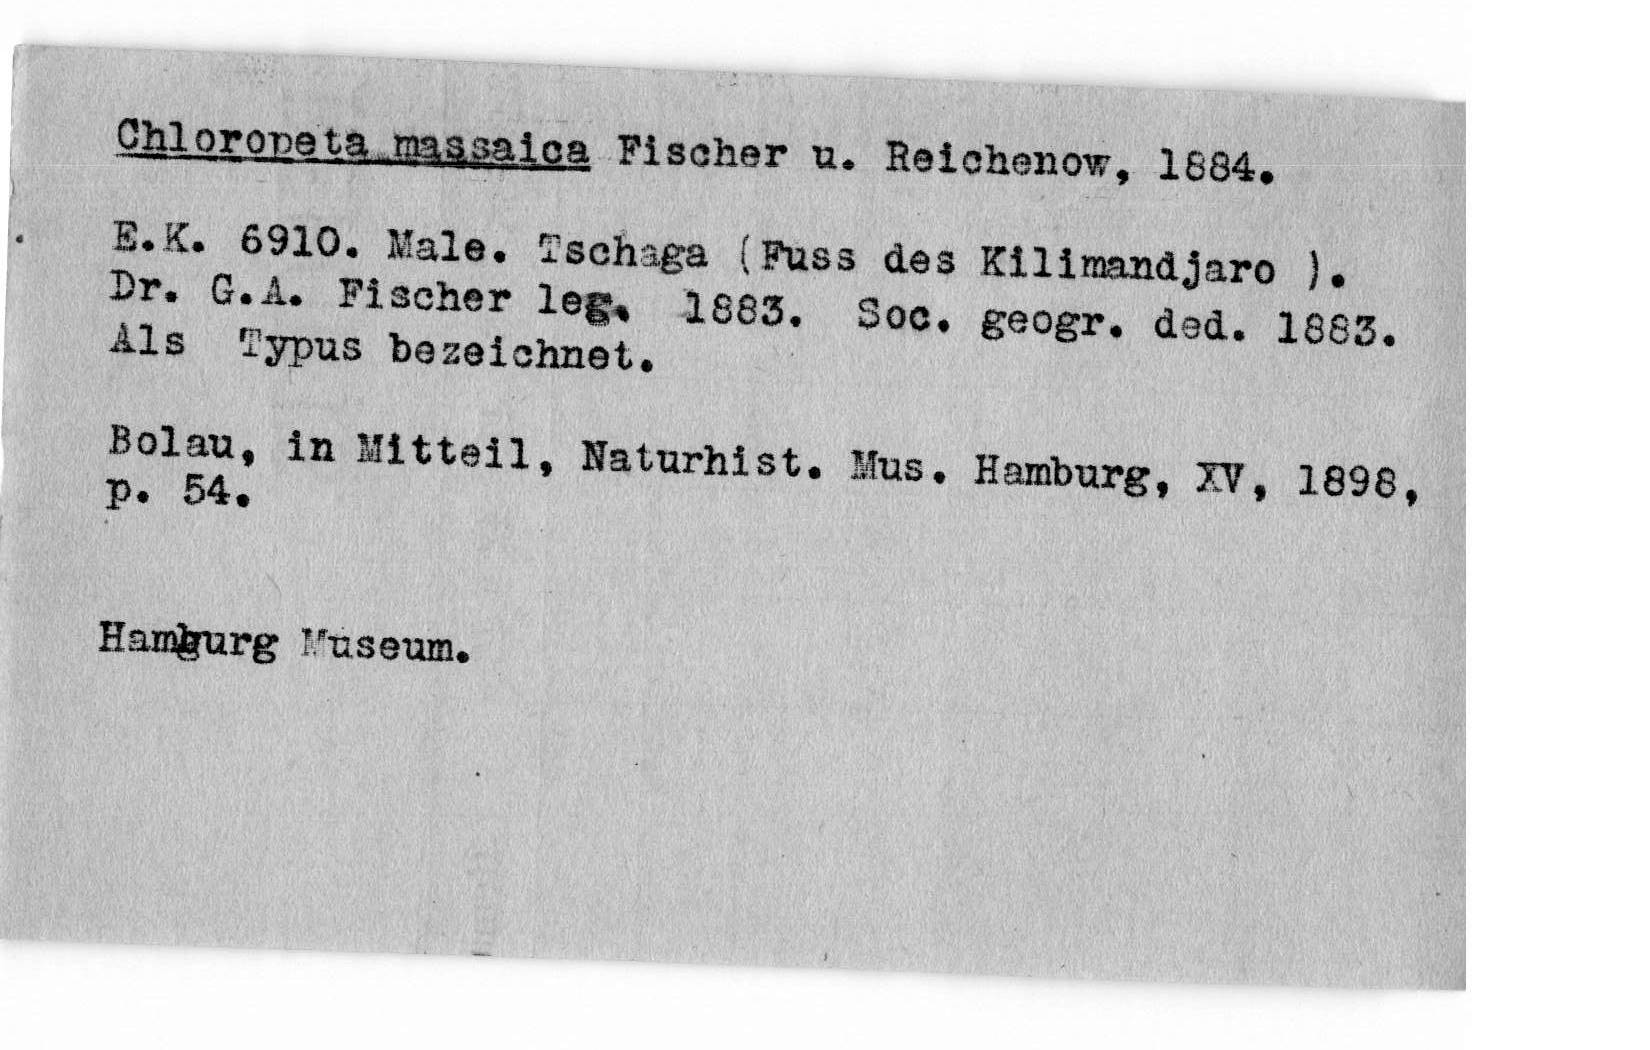 Chloropeta massaica Fischer u. Reichenow, 1884.
E.K. 6910. Male. Tschaga (Fuss des Kilimandjaro ).
Dr. G.A. Fischer leg. 1883. Soc. geogr. ded. 1883.
Als Typus bezeichnet.
Bolau, in Mitteil, Naturhist. Mus. Hamburg, XV, 1898,
p. 54.
Hamburg Museum.